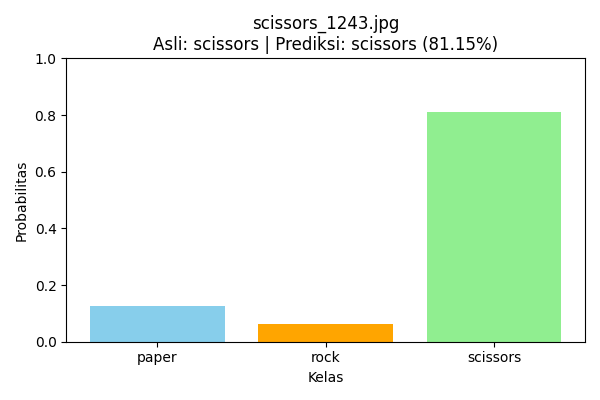 scissors_1243.jpg
Asli: scissors | Prediksi: scissors (81.15%)
1.0
0.8
0.6
0.4
0.2
0.0
Probabilitas
paper
rock
scissors
Kelas